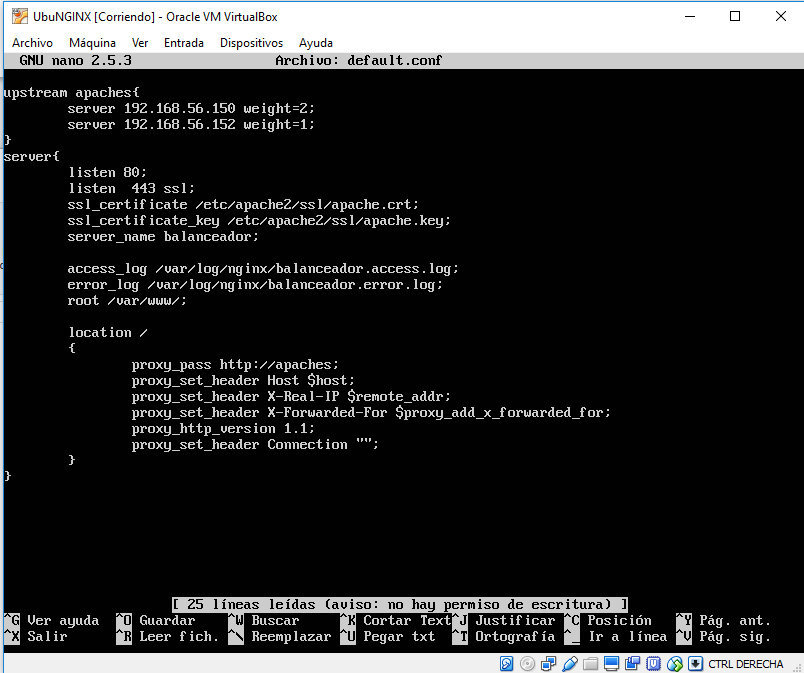 UbuNGINX [Corriendo] - Oracle VM VirtualBox
Archivo Máquina Ver Entrada Dispositivos Ayuda
GNU nano 2.5.3 Archivo: default.conf
upstream apaches{
server 192.168.56.150 weight=2;
server 192.168.56.152 weight=1;
}
server{
listen 80;
listen  443 ssl;
ssl_certificate /etc/apache2/ssl/apache.crt;
ssl_certificate_key /etc/apache2/ssl/apache.key;
server_name balanceador;
access_log /var/log/nginx/balanceador.access.log;
error_log /var/log/nginx/balanceador.error.log;
root /var/www/;
location /
{
proxy_pass http://apaches;
proxy_set_header Host $host;
proxy_set_header X-Real-IP $remote_addr;
proxy_set_header X-Forwarded-For $proxy_add_x_forwarded_for;
proxy_http_version 1.1;
proxy_set_header Connection "";
}
}
[ 25 líneas leídas (aviso: no hay permiso de escritura) ]
^G Ver ayuda ^O Guardar ^W Buscar ^K Cortar Text ^J Justificar ^C Posición ^Y Pág. ant.
^X Salir ^R Leer fich. ^\ Reemplazar ^U Pegar txt ^T Ortografía ^_ Ir a línea ^V Pág. sig.
CTRL DERECHA